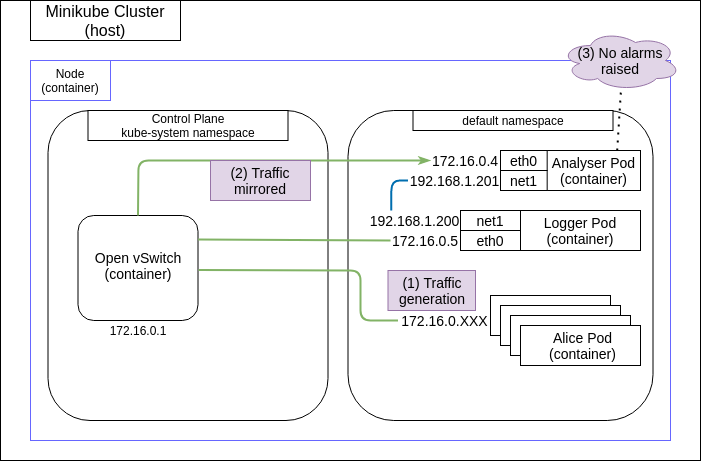 Minikube Cluster
(host)
(3) No alarms
raised
Node
(container)
Control Plane
kube-system namespace
default namespace
172.16.0.4
eth0
192.168.1.201
net1
Analyser Pod
(container)
(2) Traffic
mirrored
192.168.1.200
net1
172.16.0.5
eth0
Logger Pod
(container)
Open vSwitch
(container)
172.16.0.1
(1) Traffic
generation
172.16.0.XXX
Alice Pod
(container)